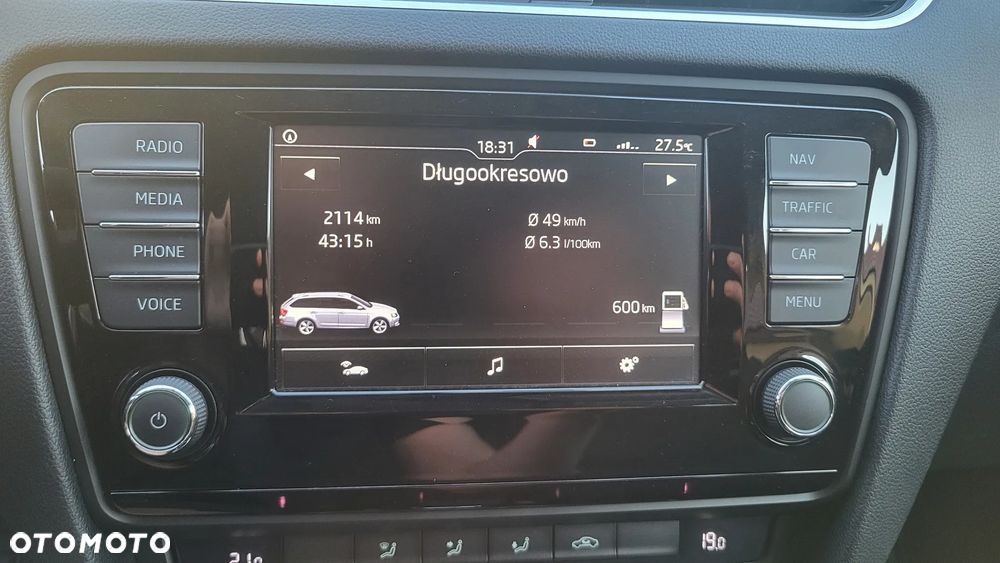 18:31 27.5°C
Długookresowo
2114 km Ø 49 km/h
43:15 h Ø 6.3 l/100km
600 km
RADIO
MEDIA
PHONE
VOICE
NAV
TRAFFIC
CAR
MENU
OTOMOTO
19.0